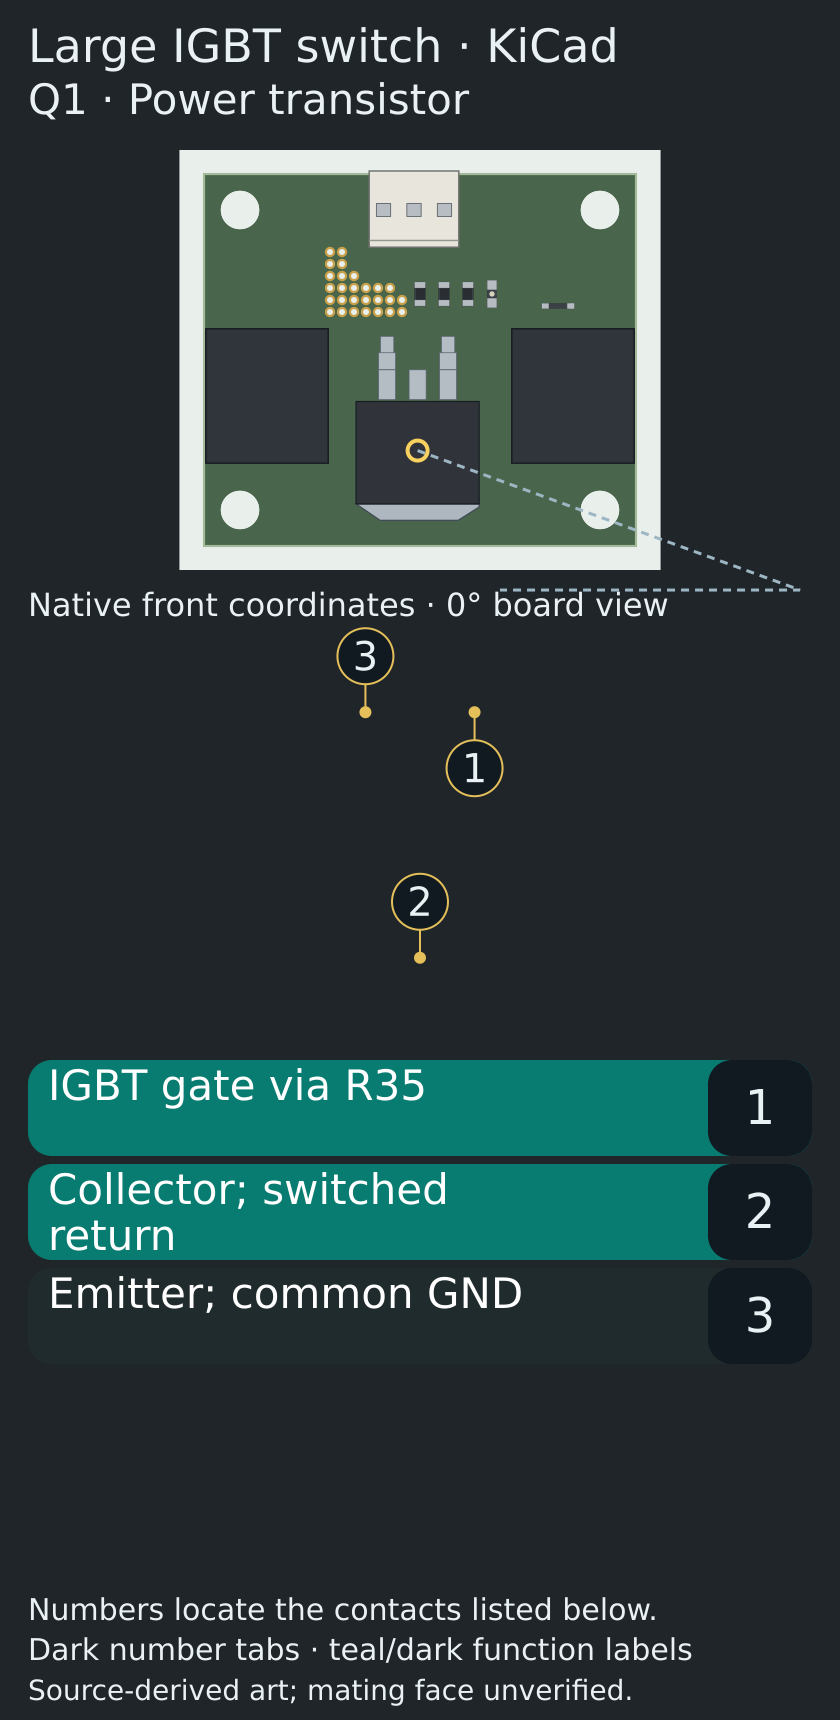 Large IGBT switch · KiCad
Q1 · Power transistor
Native front coordinates · 0° board view
3
1
2
IGBT gate via R35
1
Collector; switched
return
2
Emitter; common GND
3
Numbers locate the contacts listed below.
Dark number tabs · teal/dark function labels
Source-derived art; mating face unverified.